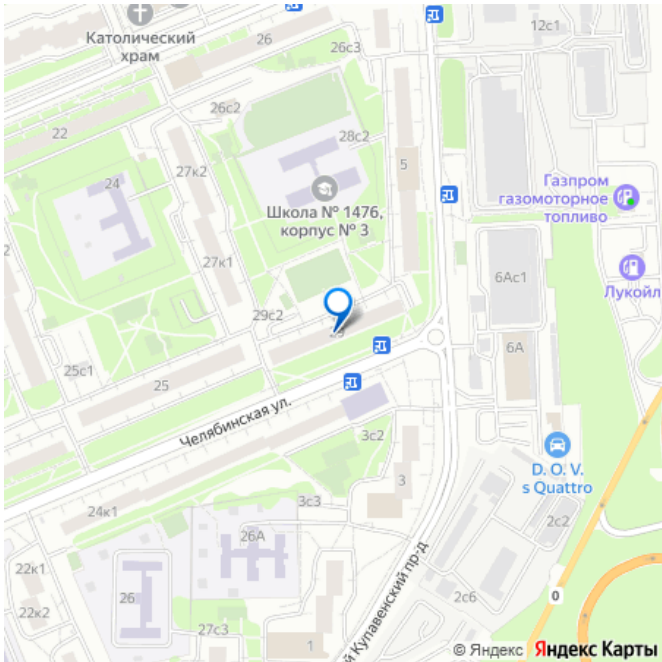 12с1
Католический
храм
26
26с3
26с2
22
28с2
27к2
5
24
Газпром
газомоторное
топливо
Школа № 1476,
корпус № 3
27к1
6Ас1
Лукойл
29с2
29
6А
25с1
25
Челябинская ул.
3с2
D. O. V.
s Quattro
3
3с3
24к1
2с2
26А
22к1
26
2с6
0
22к2
27с3
1
й Купавенский пр-д
© Яндекс
Яндекс Карты